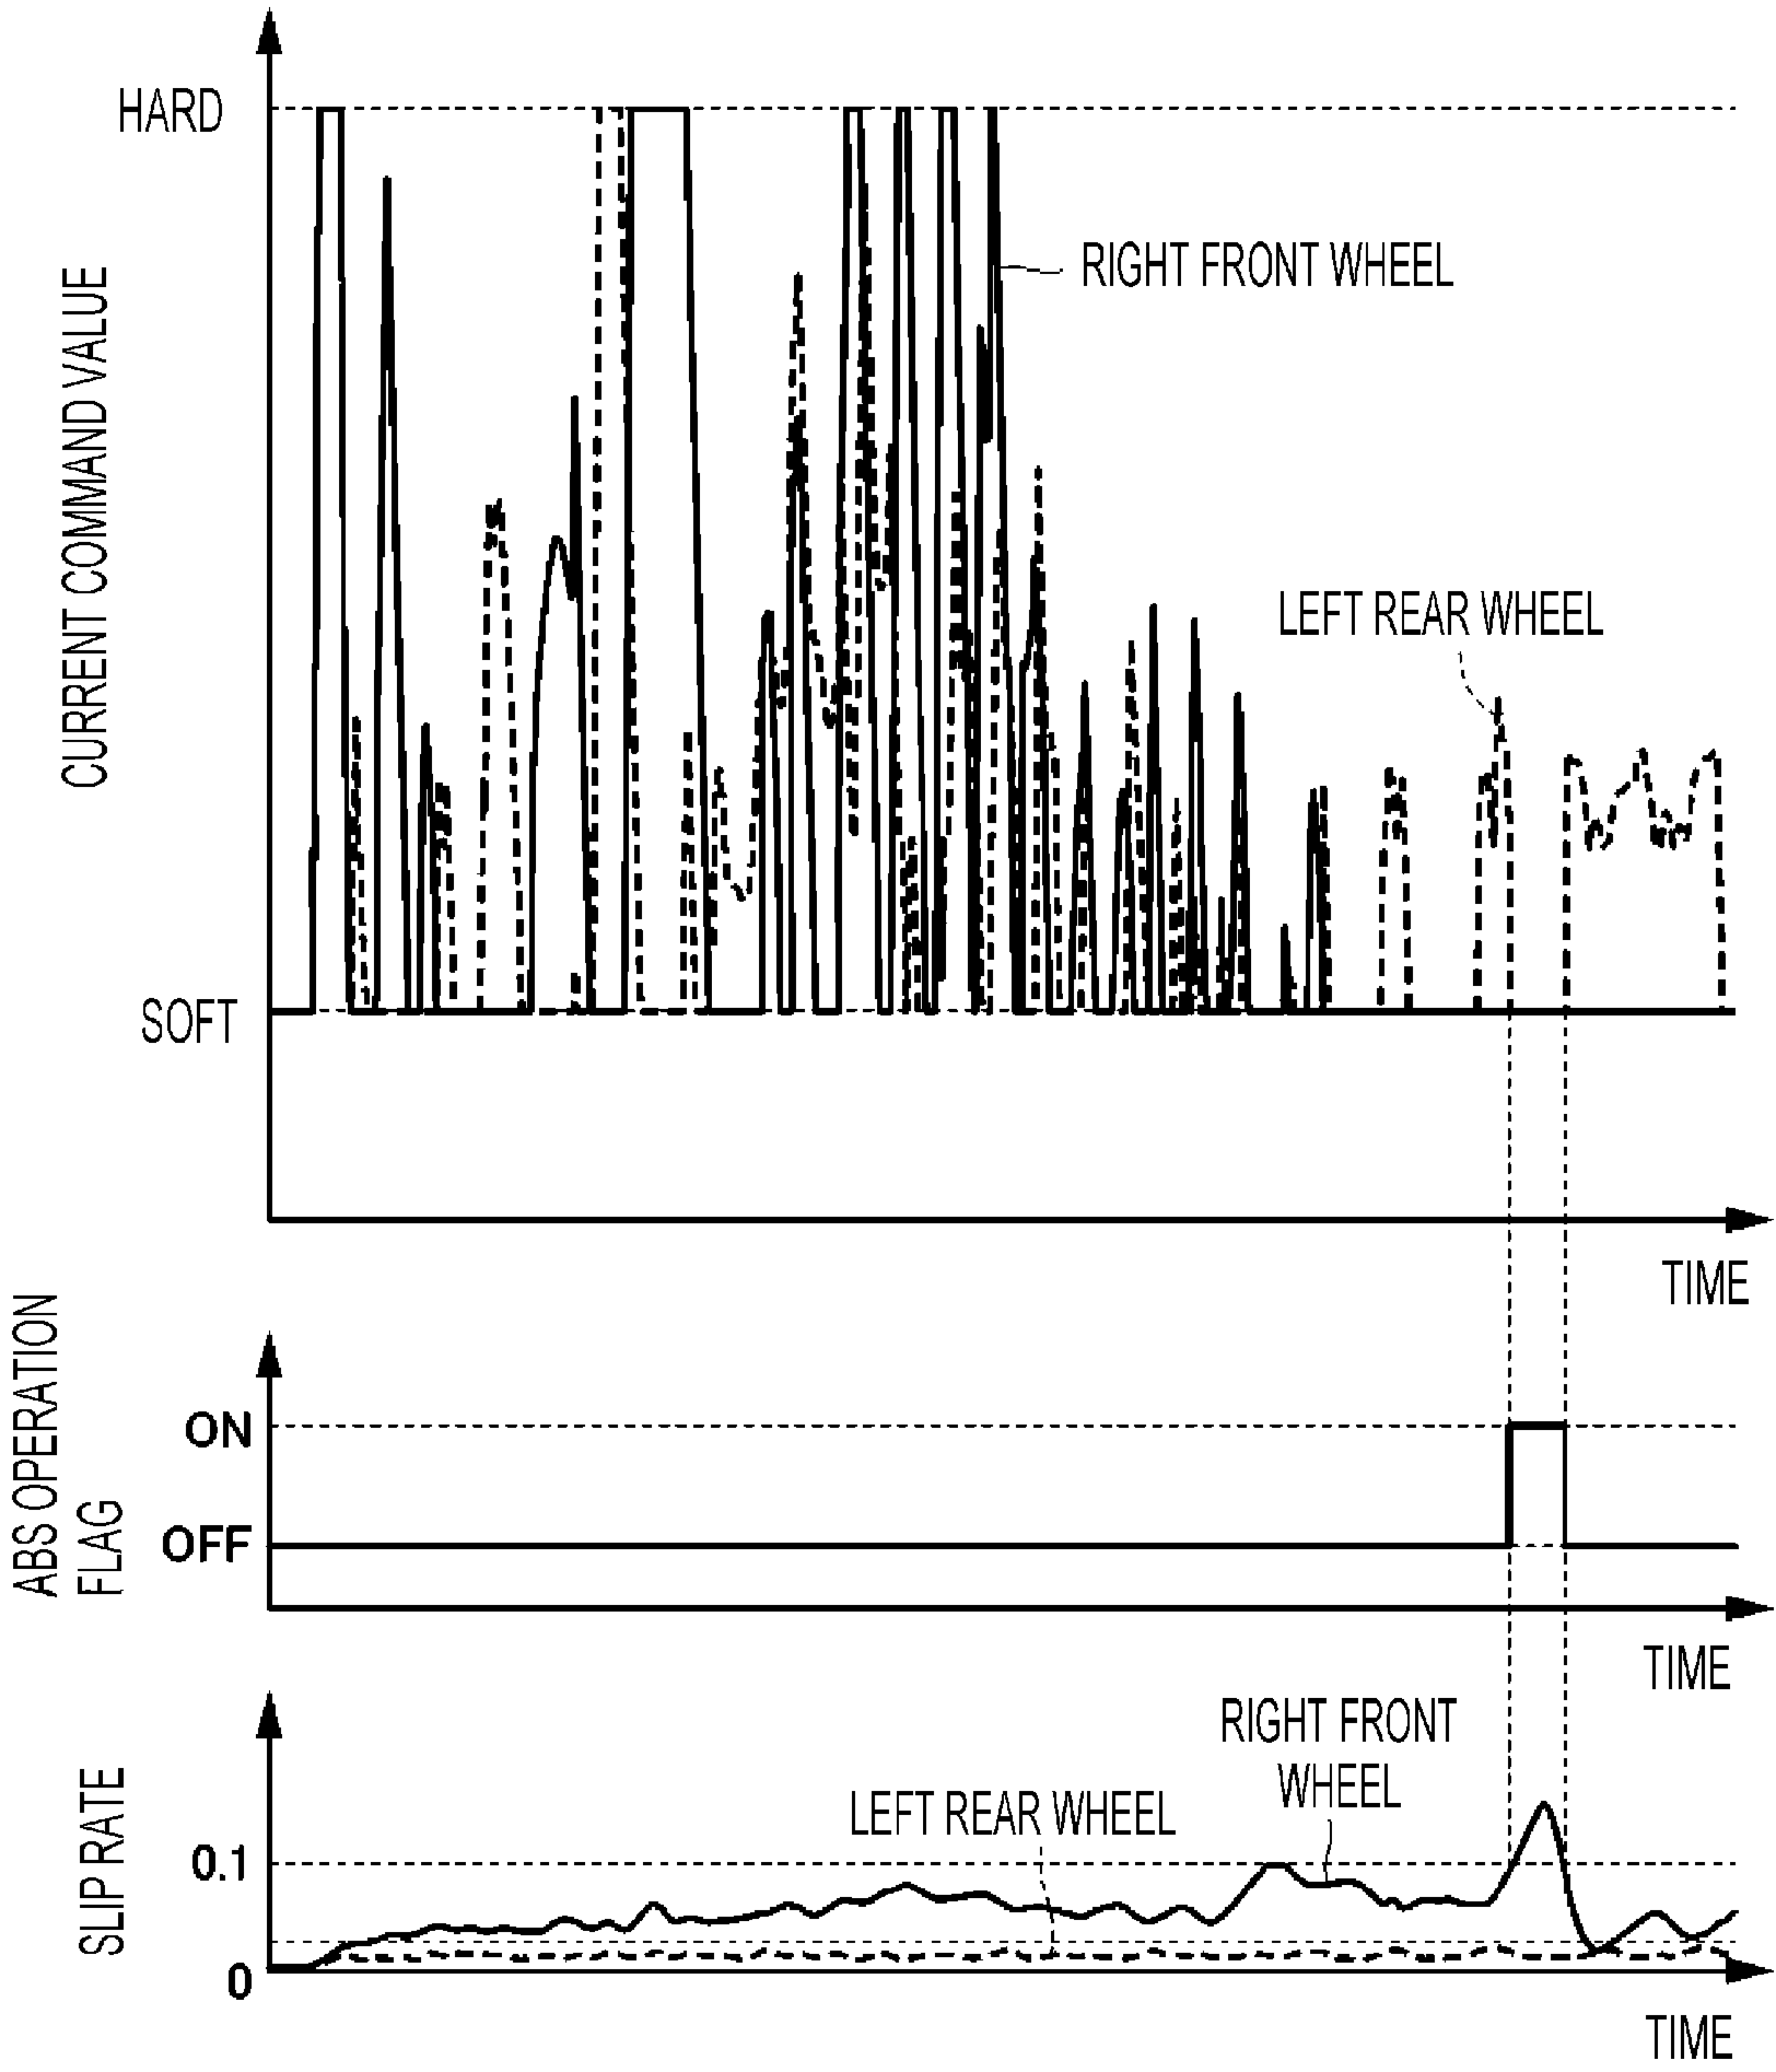 HARD
CURRENT COMMAND VALUE
RIGHT FRONT WHEEL
LEFT REAR WHEEL
SOFT
TIME
ABS OPERATION
FLAG
ON
OFF
TIME
SLIP RATE
RIGHT FRONT
WHEEL
LEFT REAR WHEEL
0.1
0
TIME